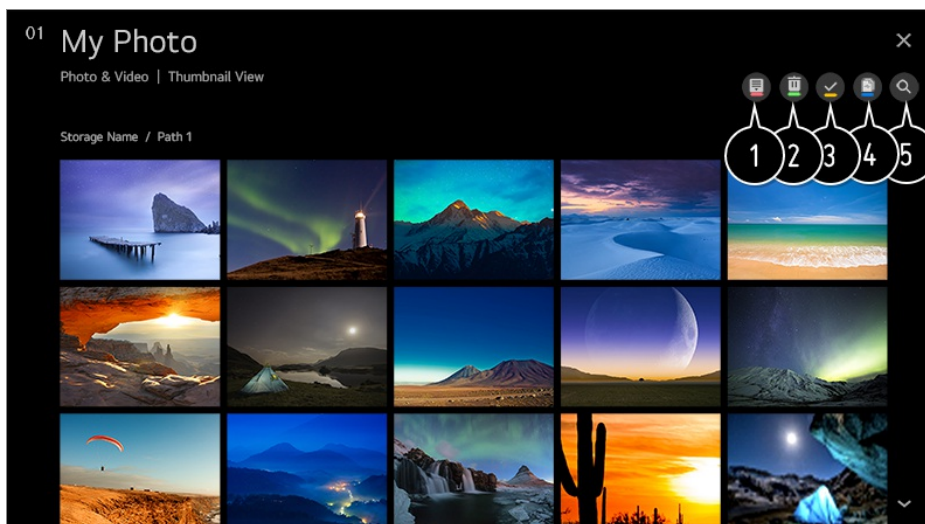 01
My Photo
Photo & Video | Thumbnail View
Storage Name / Path 1
1 2 3 4 5